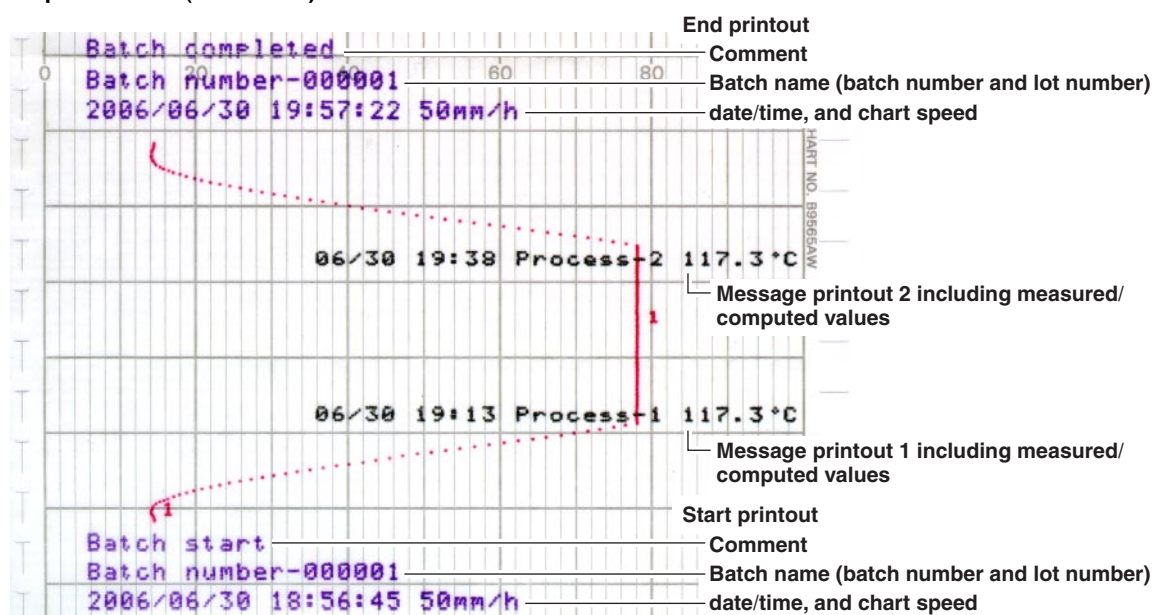 End printout
Batch completed
Comment
0 20 40 60 80
Batch number-000001
Batch name (batch number and lot number)
2006/06/30 19:57:22 50mm/h
date/time, and chart speed
HART NO. B9565AW
06/30 19:38 Process-2 117.3°C
Message printout 2 including measured/
computed values
1
06/30 19:13 Process-1 117.3°C
Message printout 1 including measured/
computed values
1
Start printout
Batch start
Comment
Batch number-000001
Batch name (batch number and lot number)
2006/06/30 18:56:45 50mm/h
date/time, and chart speed